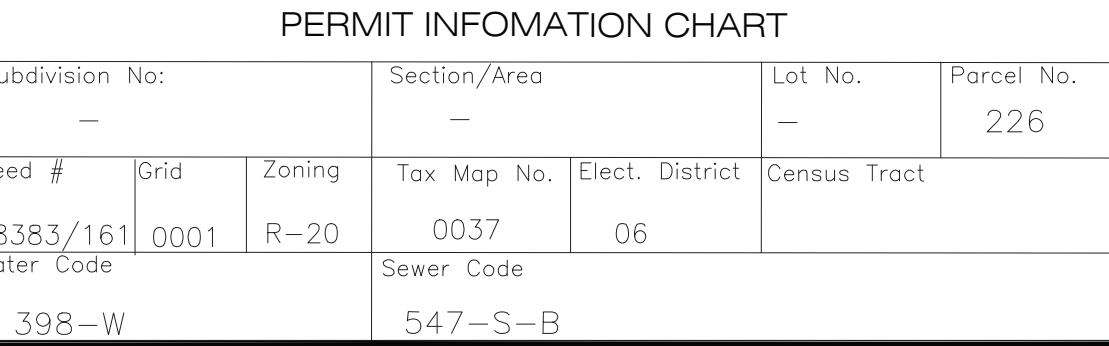 PERMIT INFOMATION CHART
ubdivision No: Section/Area Lot No. Parcel No.
— — — 226
eed # Grid Zoning Tax Map No. Elect. District Census Tract
8383/161 0001 R-20 0037 06
ater Code Sewer Code
398-W 547-S-B